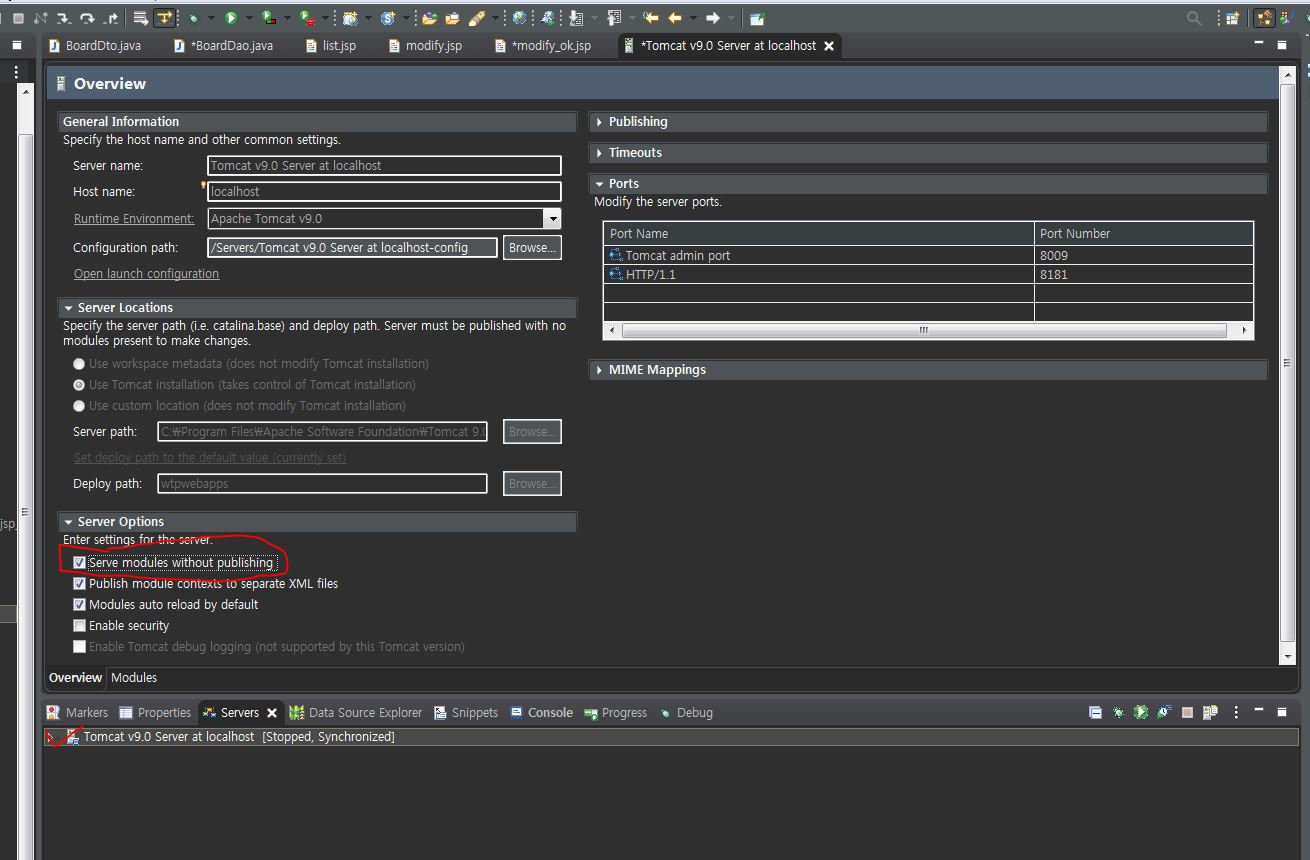 BoardDto.java
*BoardDao.java
list.jsp
modify.jsp
*modify_ok.jsp
*Tomcat v9.0 Server at localhost
Overview
General Information
Specify the host name and other common settings.
Server name:
Tomcat v9.0 Server at localhost
Host name:
localhost
Runtime Environment:
Apache Tomcat v9.0
Configuration path:
/Servers/Tomcat v9.0 Server at localhost-config
Browse...
Open launch configuration
Server Locations
Specify the server path (i.e. catalina.base) and deploy path. Server must be published with no
modules present to make changes.
Use workspace metadata (does not modify Tomcat installation)
Use Tomcat installation (takes control of Tomcat installation)
Use custom location (does not modify Tomcat installation)
Server path:
C:₩Program Files₩Apache Software Foundation₩Tomcat 9.0
Browse...
Set deploy path to the default value (currently set)
Deploy path:
wtpwebapps
Browse...
Server Options
Enter settings for the server.
Serve modules without publishing
Publish module contexts to separate XML files
Modules auto reload by default
Enable security
Enable Tomcat debug logging (not supported by this Tomcat version)
Publishing
Timeouts
Ports
Modify the server ports.
Port Name
Port Number
Tomcat admin port
8009
HTTP/1.1
8181
MIME Mappings
jsp_
Overview
Modules
Markers
Properties
Servers
Data Source Explorer
Snippets
Console
Progress
Debug
Tomcat v9.0 Server at localhost [Stopped, Synchronized]